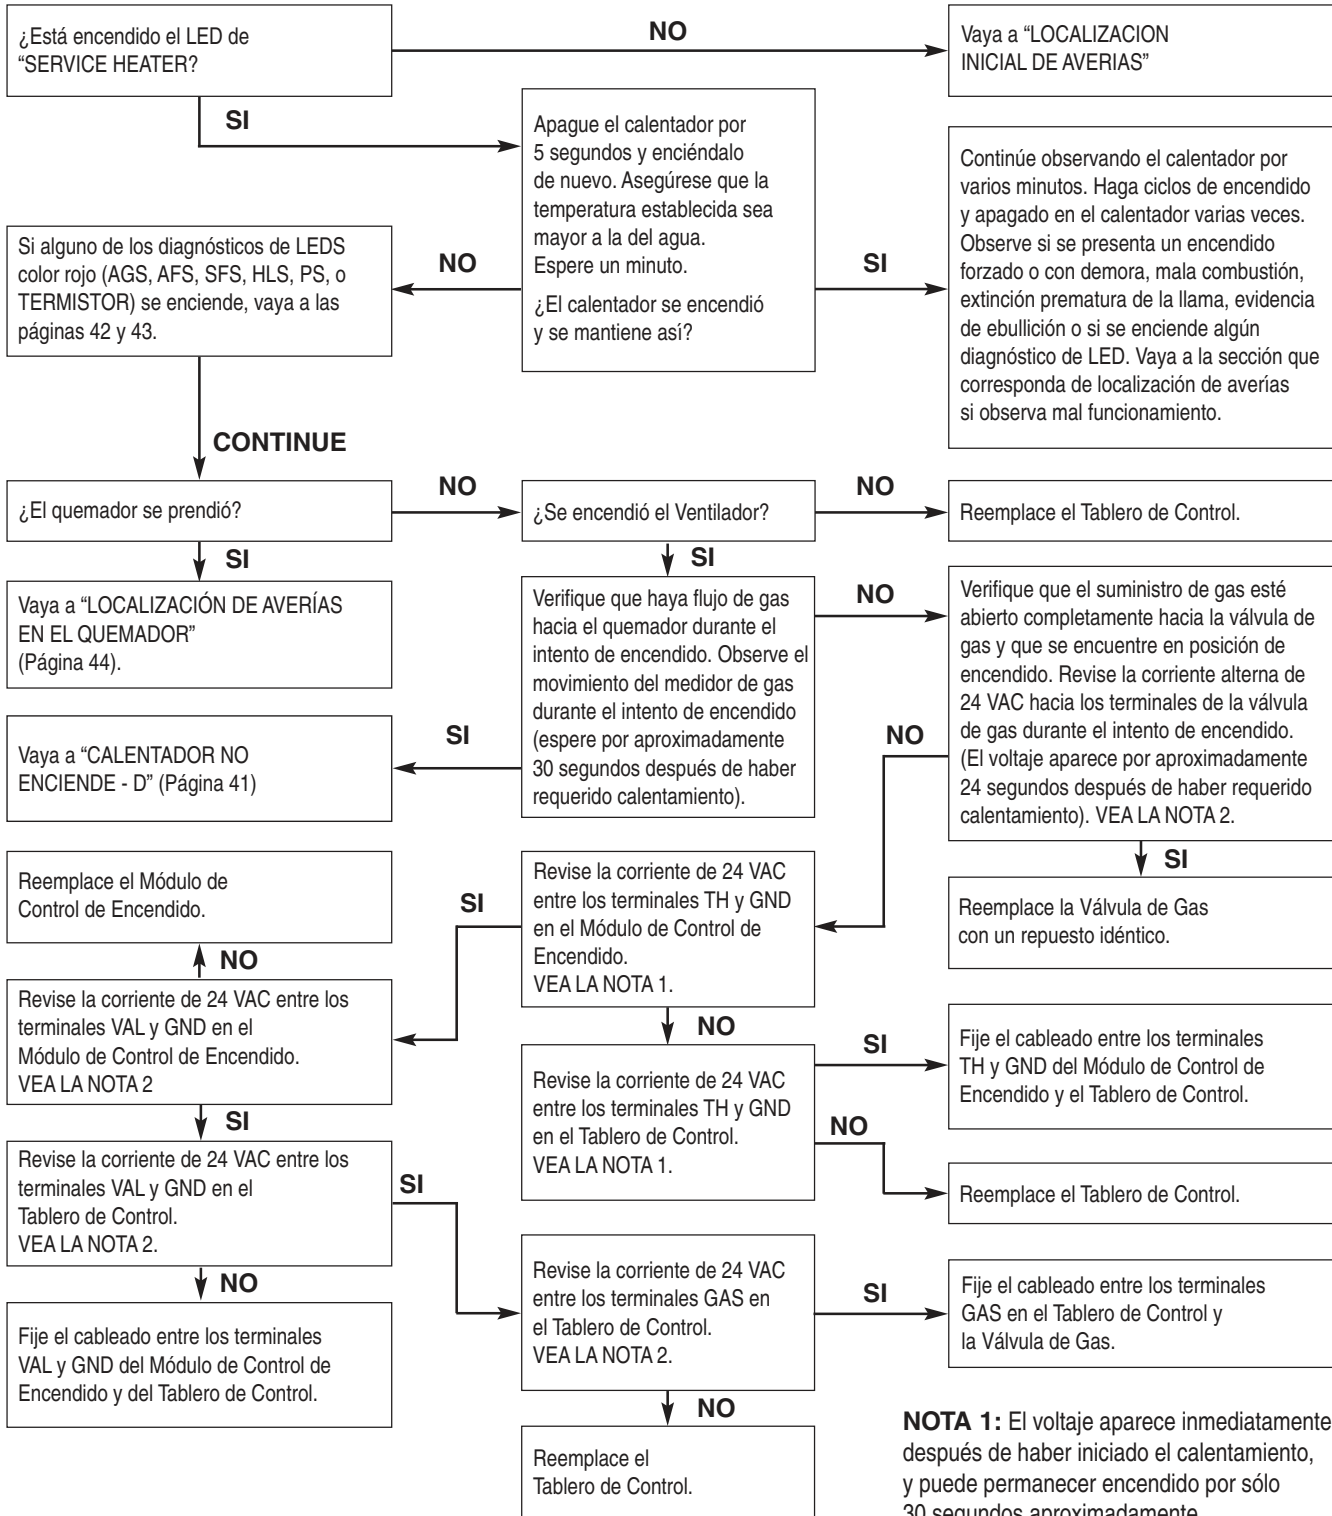 ¿Está encendido el LED de
“SERVICE HEATER?
NO
Vaya a “LOCALIZACION
INICIAL DE AVERIAS”
SI
Apague el calentador por
5 segundos y enciéndalo
de nuevo. Asegúrese que la
temperatura establecida sea
mayor a la del agua.
Espere un minuto.
¿El calentador se encendió
y se mantiene así?
SI
Continúe observando el calentador por
varios minutos. Haga ciclos de encendido
y apagado en el calentador varias veces.
Observe si se presenta un encendido
forzado o con demora, mala combustión,
extinción prematura de la llama, evidencia
de ebullición o si se enciende algún
diagnóstico de LED. Vaya a la sección que
corresponda de localización de averías
si observa mal funcionamiento.
NO
Si alguno de los diagnósticos de LEDS
color rojo (AGS, AFS, SFS, HLS, PS, o
TERMISTOR) se enciende, vaya a las
páginas 42 y 43.
CONTINUE
¿El quemador se prendió?
NO
¿Se encendió el Ventilador?
NO
Reemplace el Tablero de Control.
SI
Vaya a “LOCALIZACIÓN DE AVERÍAS
EN EL QUEMADOR”
(Página 44).
SI
Verifique que haya flujo de gas
hacia el quemador durante el
intento de encendido. Observe el
movimiento del medidor de gas
durante el intento de encendido
(espere por aproximadamente
30 segundos después de haber
requerido calentamiento).
NO
Verifique que el suministro de gas esté
abierto completamente hacia la válvula de
gas y que se encuentre en posición de
encendido. Revise la corriente alterna de
24 VAC hacia los terminales de la válvula
de gas durante el intento de encendido.
(El voltaje aparece por aproximadamente
24 segundos después de haber requerido
calentamiento). VEA LA NOTA 2.
SI
Vaya a “CALENTADOR NO
ENCIENDE - D” (Página 41)
NO
SI
Reemplace la Válvula de Gas
con un repuesto idéntico.
Revise la corriente de 24 VAC
entre los terminales TH y GND
en el Módulo de Control de
Encendido.
VEA LA NOTA 1.
SI
Reemplace el Módulo de
Control de Encendido.
NO
Revise la corriente de 24 VAC entre los
terminales VAL y GND en el
Módulo de Control de Encendido.
VEA LA NOTA 2
NO
Revise la corriente de 24 VAC
entre los terminales TH y GND
en el Tablero de Control.
VEA LA NOTA 1.
SI
Fije el cableado entre los terminales
TH y GND del Módulo de Control de
Encendido y el Tablero de Control.
NO
Reemplace el Tablero de Control.
SI
Revise la corriente de 24 VAC entre los
terminales VAL y GND en el
Tablero de Control.
VEA LA NOTA 2.
SI
Revise la corriente de 24 VAC
entre los terminales GAS en
el Tablero de Control.
VEA LA NOTA 2.
SI
Fije el cableado entre los terminales
GAS en el Tablero de Control y
la Válvula de Gas.
NO
Fije el cableado entre los terminales
VAL y GND del Módulo de Control de
Encendido y del Tablero de Control.
NO
Reemplace el
Tablero de Control.
NOTA 1: El voltaje aparece inmediatamente
después de haber iniciado el calentamiento,
y puede permanecer encendido por sólo
30 segundos aproximadamente